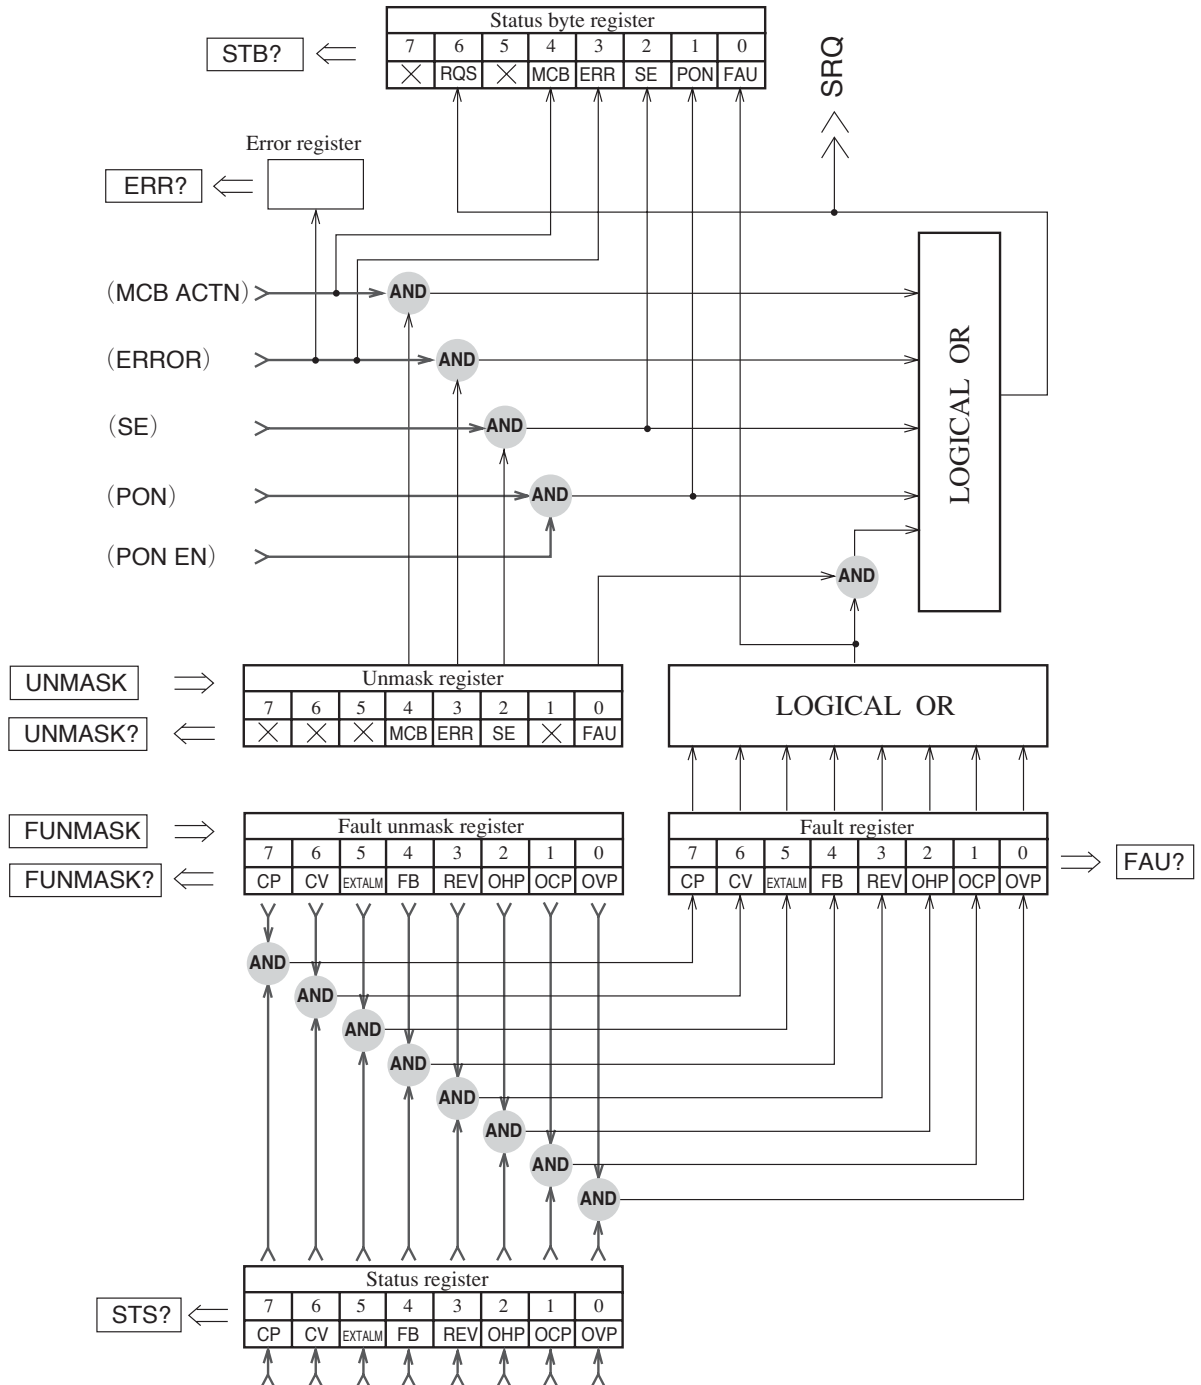 Status byte register
7 6 5 4 3 2 1 0
RQS MCB ERR SE PON FAU
STB?
SRQ
Error register
ERR?
(MCB ACTN)
AND
(ERROR)
AND
(SE)
AND
(PON)
AND
(PON EN)
AND
LOGICAL OR
UNMASK
UNMASK?
Unmask register
7 6 5 4 3 2 1 0
MCB ERR SE FAU
LOGICAL OR
FUNMASK
FUNMASK?
Fault unmask register
7 6 5 4 3 2 1 0
CP CV EXTALM FB REV OHP OCP OVP
Fault register
7 6 5 4 3 2 1 0
CP CV EXTALM FB REV OHP OCP OVP
FAU?
AND
AND
AND
AND
AND
AND
AND
AND
STS?
Status register
7 6 5 4 3 2 1 0
CP CV EXTALM FB REV OHP OCP OVP